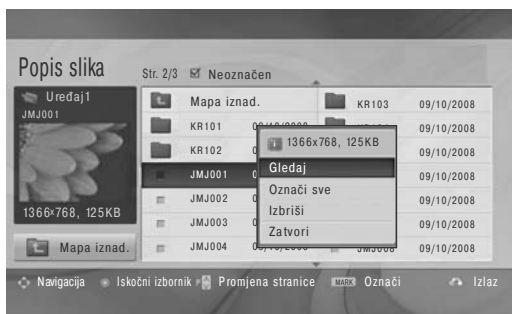 Popis slika
Str. 2/3 Neoznačen
Uređaj1
JMJ001
1366x768, 125KB
Mapa iznad.
Mapa iznad.
KR101
KR102
JMJ001
JMJ002
JMJ003
JMJ004
KR103 09/10/2008
09/10/2008
09/10/2008
09/10/2008
09/10/2008
09/10/2008
JMJ008 09/10/2008
1366x768, 125KB
Gledaj
Označi sve
Izbriši
Zatvori
Navigacija Iskočni izbornik P Promjena stranice MARK Označi Izlaz